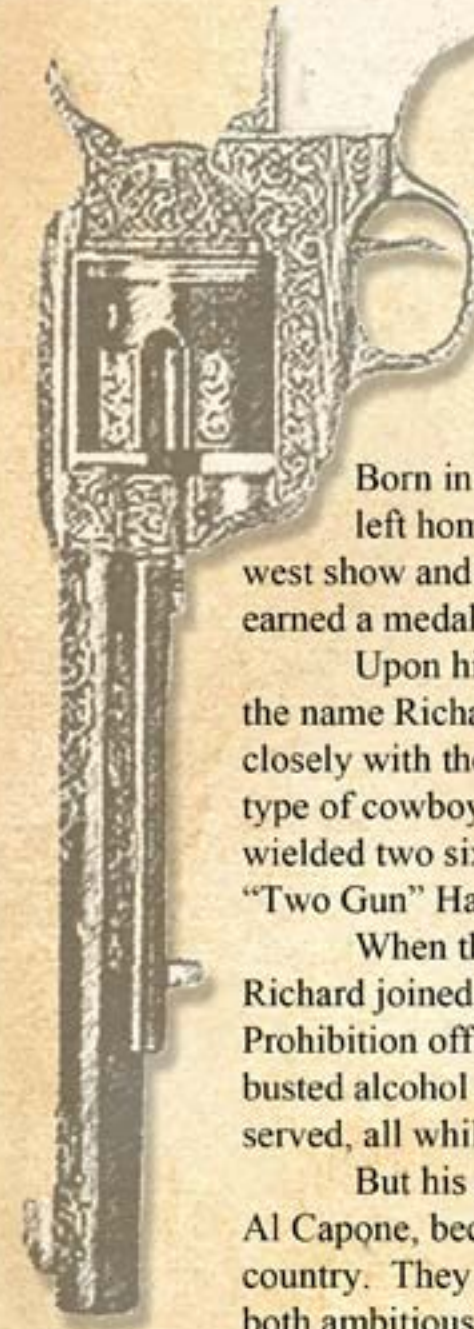 Born in
left hon
west show and
earned a medal
Upon hi
the name Richa
closely with the
type of cowboy
wielded two six
“Two Gun” Ha
When th
Richard joined
Prohibition off
busted alcohol
served, all whil
But his
Al Capone, bec
country. They
both ambitious